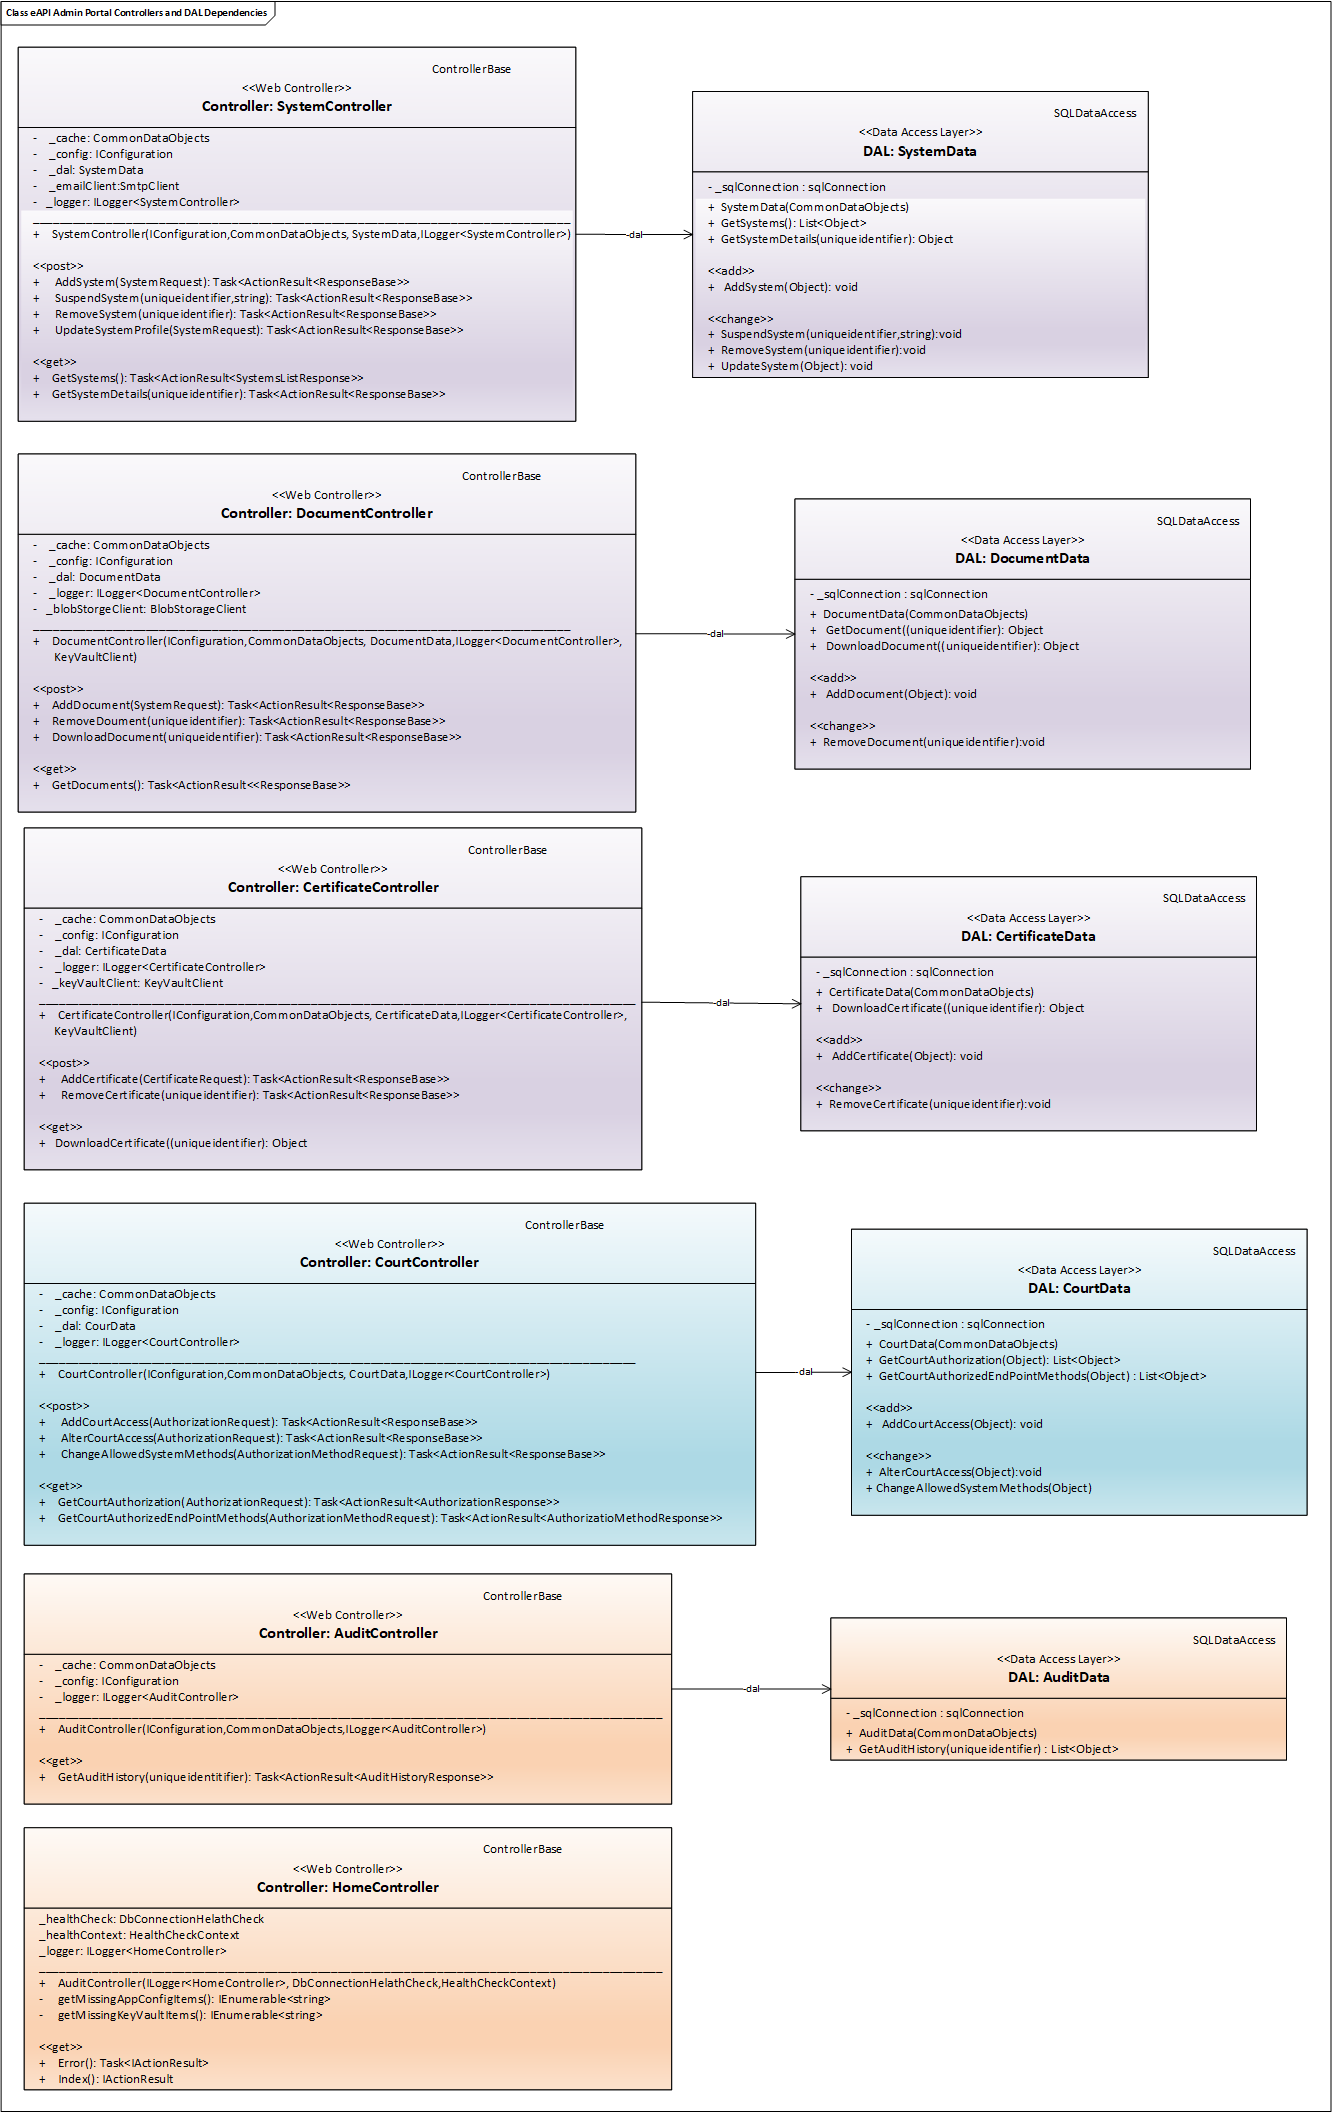 Class eAPI Admin Portal Controllers and DAL Dependencies
ControllerBase
<<Web Controller>>
Controller: SystemController
- _cache: CommonDataObjects
- _config: IConfiguration
- _dal: SystemData
- _emailClient:SmtpClient
- _logger: ILogger<SystemController>
+ SystemController(IConfiguration,CommonDataObjects, SystemData,ILogger<SystemController>)
<<post>>
+ AddSystem(SystemRequest): Task<ActionResult<ResponseBase>>
+ SuspendSystem(uniqueidentifier,string): Task<ActionResult<ResponseBase>>
+ RemoveSystem(uniqueidentifier): Task<ActionResult<ResponseBase>>
+ UpdateSystemProfile(SystemRequest): Task<ActionResult<ResponseBase>>
<<get>>
+ GetSystems(): Task<ActionResult<SystemsListResponse>>
+ GetSystemDetails(uniqueidentifier): Task<ActionResult<ResponseBase>>
-dal
SQLDataAccess
<<Data Access Layer>>
DAL: SystemData
- _sqlConnection : sqlConnection
+ SystemData(CommonDataObjects)
+ GetSystems(): List<Object>
+ GetSystemDetails(uniqueidentifier): Object
<<add>>
+ AddSystem(Object): void
<<change>>
+ SuspendSystem(uniqueidentifier,string):void
+ RemoveSystem(uniqueidentifier):void
+ UpdateSystem(Object): void
ControllerBase
<<Web Controller>>
Controller: DocumentController
- _cache: CommonDataObjects
- _config: IConfiguration
- _dal: DocumentData
- _logger: ILogger<DocumentController>
- _blobStorgeClient: BlobStorageClient
+ DocumentController(IConfiguration,CommonDataObjects, DocumentData,ILogger<DocumentController>,
KeyVaultClient)
<<post>>
+ AddDocument(SystemRequest): Task<ActionResult<ResponseBase>>
+ RemoveDoument(uniqueidentifier): Task<ActionResult<ResponseBase>>
+ DownloadDocument(uniqueidentifier): Task<ActionResult<ResponseBase>>
<<get>>
+ GetDocuments(): Task<ActionResult<<ResponseBase>>
-dal
SQLDataAccess
<<Data Access Layer>>
DAL: DocumentData
- _sqlConnection : sqlConnection
+ DocumentData(CommonDataObjects)
+ GetDocument((uniqueidentifier): Object
+ DownloadDocument((uniqueidentifier): Object
<<add>>
+ AddDocument(Object): void
<<change>>
+ RemoveDocument(uniqueidentifier):void
ControllerBase
<<Web Controller>>
Controller: CertificateController
- _cache: CommonDataObjects
- _config: IConfiguration
- _dal: CertificateData
- _logger: ILogger<CertificateController>
- _keyVaultClient: KeyVaultClient
+ CertificateController(IConfiguration,CommonDataObjects, CertificateData,ILogger<CertificateController>,
KeyVaultClient)
<<post>>
+ AddCertificate(CertificateRequest): Task<ActionResult<ResponseBase>>
+ RemoveCertificate(uniqueidentifier): Task<ActionResult<ResponseBase>>
<<get>>
+ DownloadCertificate((uniqueidentifier): Object
-dal
SQLDataAccess
<<Data Access Layer>>
DAL: CertificateData
- _sqlConnection : sqlConnection
+ CertificateData(CommonDataObjects)
+ DownloadCertificate((uniqueidentifier): Object
<<add>>
+ AddCertificate(Object): void
<<change>>
+ RemoveCertificate(uniqueidentifier):void
ControllerBase
<<Web Controller>>
Controller: CourtController
- _cache: CommonDataObjects
- _config: IConfiguration
- _dal: CourData
- _logger: ILogger<CourtController>
+ CourtController(IConfiguration,CommonDataObjects, CourtData,ILogger<CourtController>)
<<post>>
+ AddCourtAccess(AuthorizationRequest): Task<ActionResult<ResponseBase>>
+ AlterCourtAccess(AuthorizationRequest): Task<ActionResult<ResponseBase>>
+ ChangeAllowedSystemMethods(AuthorizationMethodRequest): Task<ActionResult<ResponseBase>>
<<get>>
+ GetCourtAuthorization(AuthorizationRequest): Task<ActionResult<AuthorizationResponse>>
+ GetCourtAuthorizedEndPointMethods(AuthorizationMethodRequest): Task<ActionResult<AuthorizatioMethodResponse>>
-dal
SQLDataAccess
<<Data Access Layer>>
DAL: CourtData
- _sqlConnection : sqlConnection
+ CourtData(CommonDataObjects)
+ GetCourtAuthorization(Object): List<Object>
+ GetCourtAuthorizedEndPointMethods(Object) : List<Object>
<<add>>
+ AddCourtAccess(Object): void
<<change>>
+ AlterCourtAccess(Object):void
+ ChangeAllowedSystemMethods(Object)
ControllerBase
<<Web Controller>>
Controller: AuditController
- _cache: CommonDataObjects
- _config: IConfiguration
- _logger: ILogger<AuditController>
+ AuditController(IConfiguration,CommonDataObjects,ILogger<AuditController>)
<<get>>
+ GetAuditHistory(uniqueidentitifier): Task<ActionResult<AuditHistoryResponse>>
-dal
SQLDataAccess
<<Data Access Layer>>
DAL: AuditData
- _sqlConnection : sqlConnection
+ AuditData(CommonDataObjects)
+ GetAuditHistory(uniqueidentifier) : List<Object>
ControllerBase
<<Web Controller>>
Controller: HomeController
_healthCheck: DbConnectionHelathCheck
_healthContext: HealthCheckContext
_logger: ILogger<HomeController>
+ AuditController(ILogger<HomeController>, DbConnectionHelathCheck,HealthCheckContext)
- getMissingAppConfigItems(): IEnumerable<string>
- getMissingKeyVaultItems(): IEnumerable<string>
<<get>>
+ Error(): Task<IActionResult>
+ Index(): IActionResult